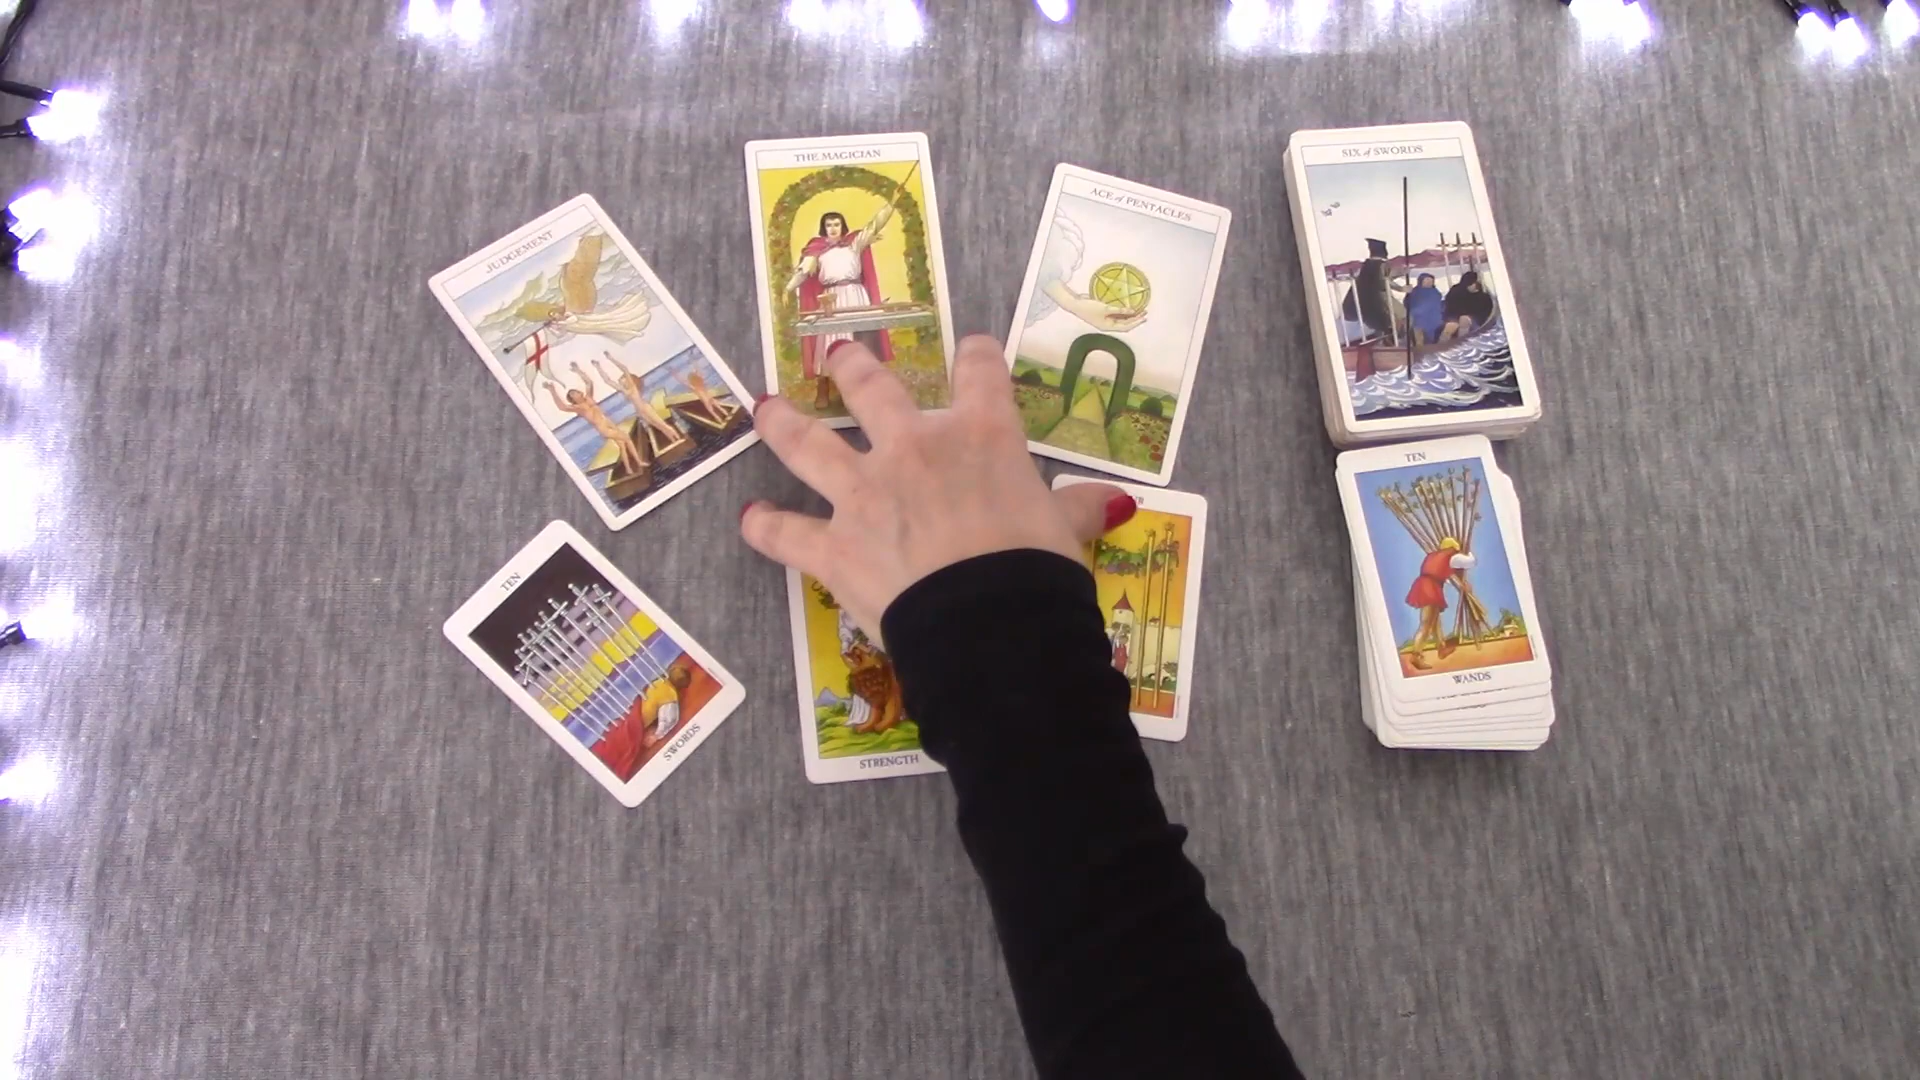 JUDGEMENT
THE MAGICIAN
ACE of PENTACLES
SIX of SWORDS
TEN
SWORDS
STRENGTH
TEN
WANDS